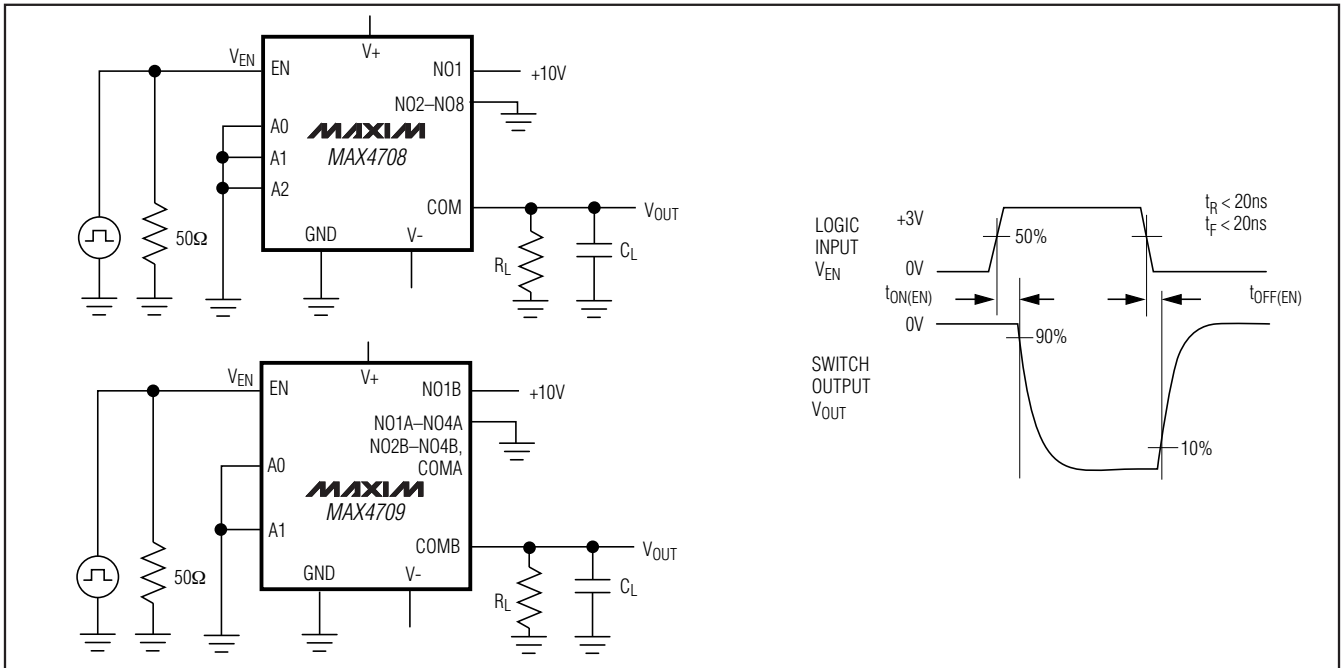 V+
VEN
EN
NO1
+10V
NO2–NO8
A0
MAXIM
MAX4708
A1
A2
COM
VOUT
50Ω
GND
V-
RL
CL
V+
VEN
EN
NO1B
+10V
NO1A–NO4A
NO2B–NO4B,
COMA
A0
MAXIM
MAX4709
A1
COMB
VOUT
50Ω
GND
V-
RL
CL
LOGIC
INPUT
VEN
+3V
tR < 20ns
tF < 20ns
50%
0V
tON(EN)
tOFF(EN)
0V
90%
SWITCH
OUTPUT
VOUT
10%